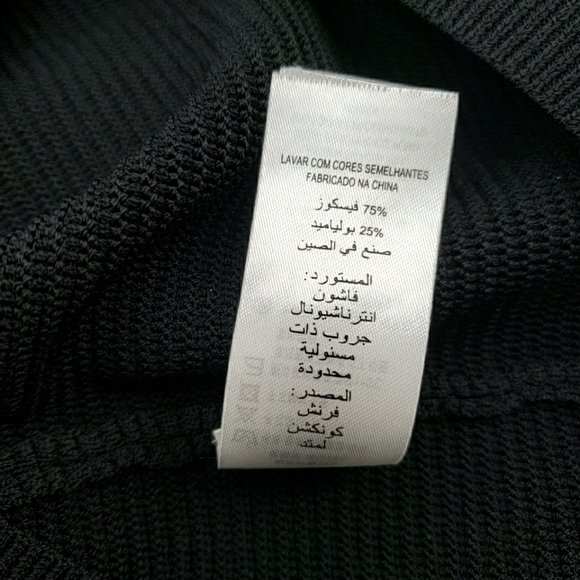 LAVAR COM CORES SEMELHANTES
FABRICADO NA CHINA
75% فيسكوز
25% بولياميد
صنع في الصين
المستورد:
فاشون
انترناشيونال
جروب ذات
مسئولية
محدودة
المصدر:
فرنش
كونكشن
لمتد